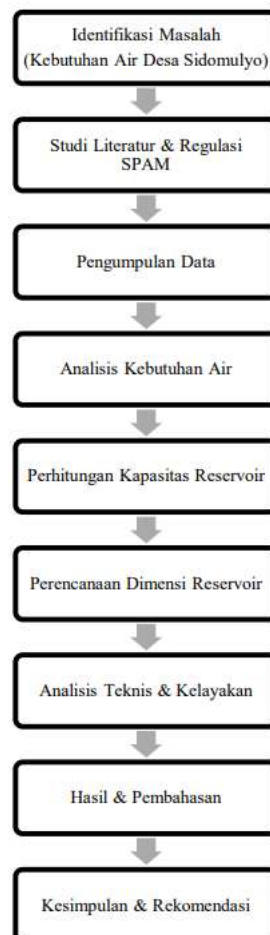 Identifikasi Masalah
(Kebutuhan Air Desa Sidomulyo)
Studi Literatur & Regulasi
SPAM
Pengumpulan Data
Analisis Kebutuhan Air
Perhitungan Kapasitas Reservoir
Perencanaan Dimensi Reservoir
Analisis Teknis & Kelayakan
Hasil & Pembahasan
Kesimpulan & Rekomendasi